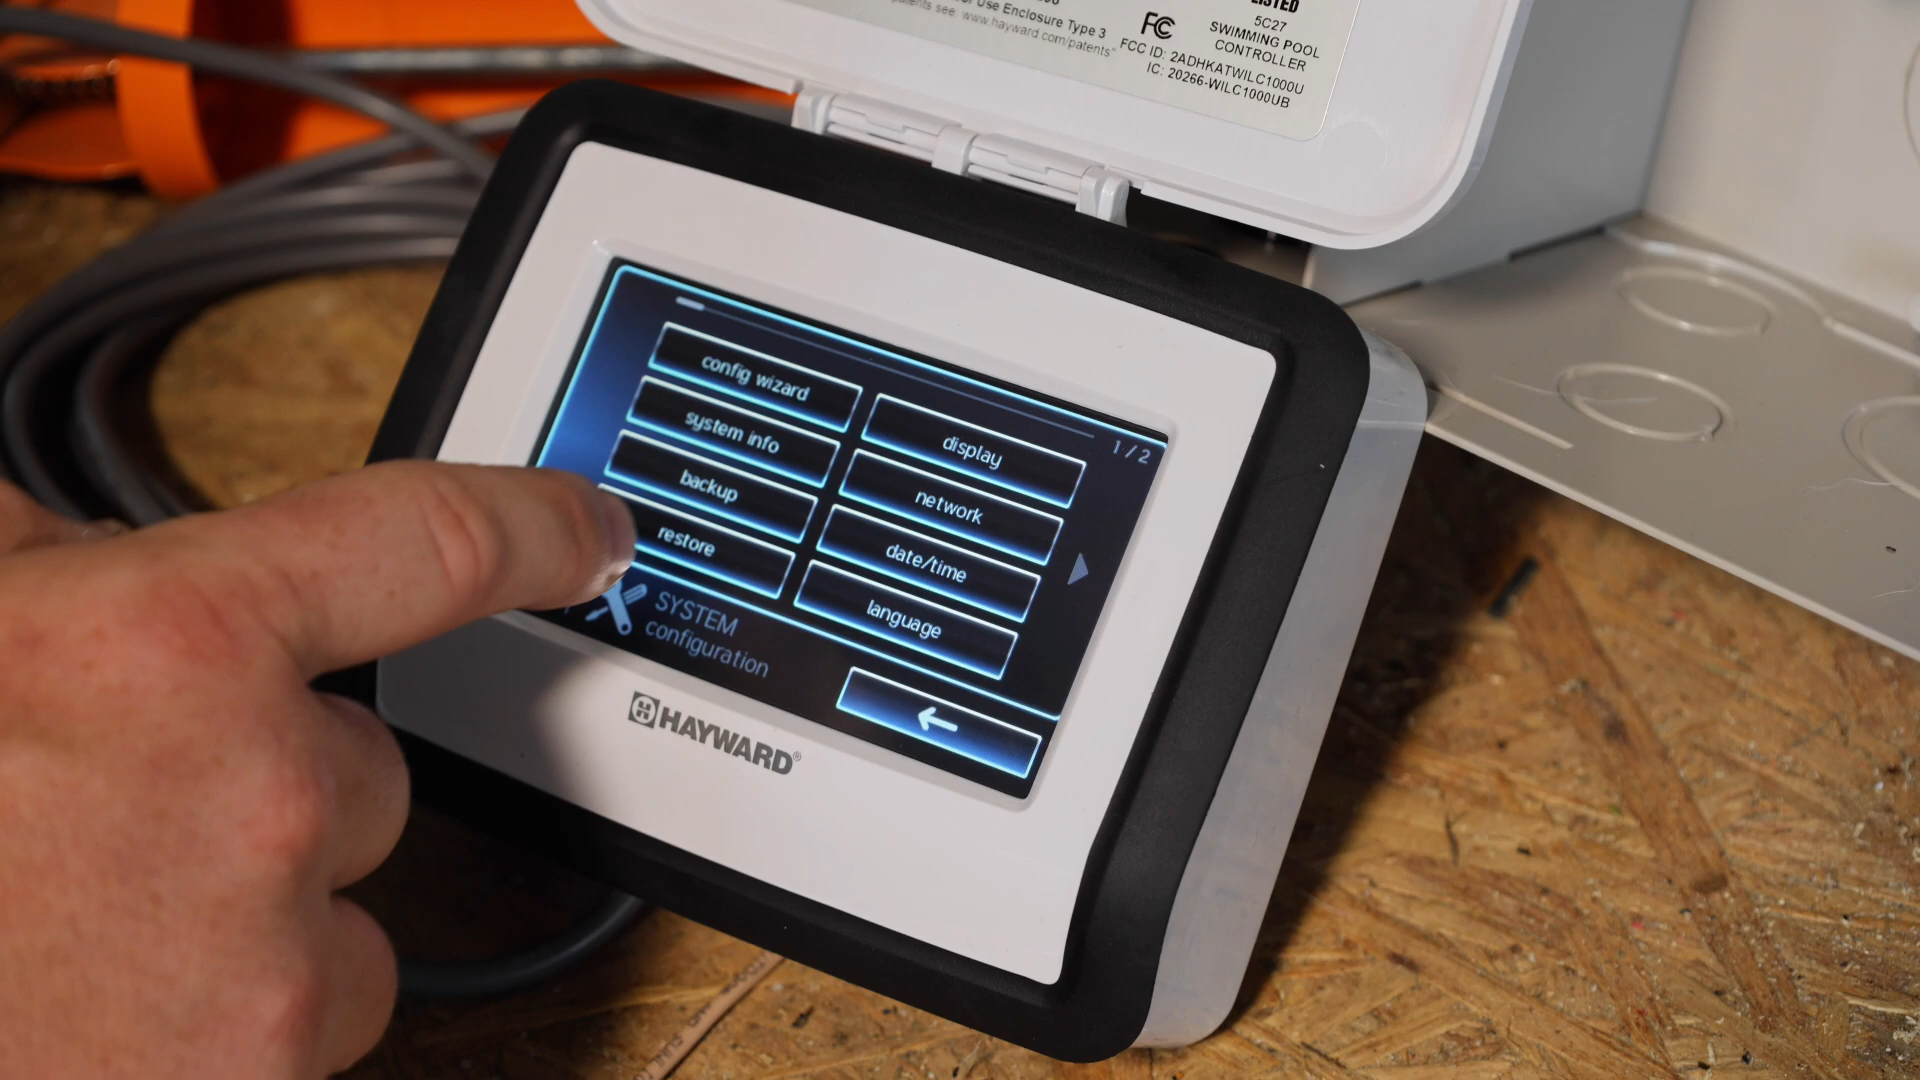 Use Enclosure Type 3
patents see: www.hayward.com/patents"
FC
LISTED
5C27
SWIMMING POOL
CONTROLLER
FCC ID: 2ADHKATWILC1000U
IC: 20266-WILC1000UB
config wizard
system info
backup
restore
display
network
date/time
language
1/2
SYSTEM
configuration
HAYWARD®